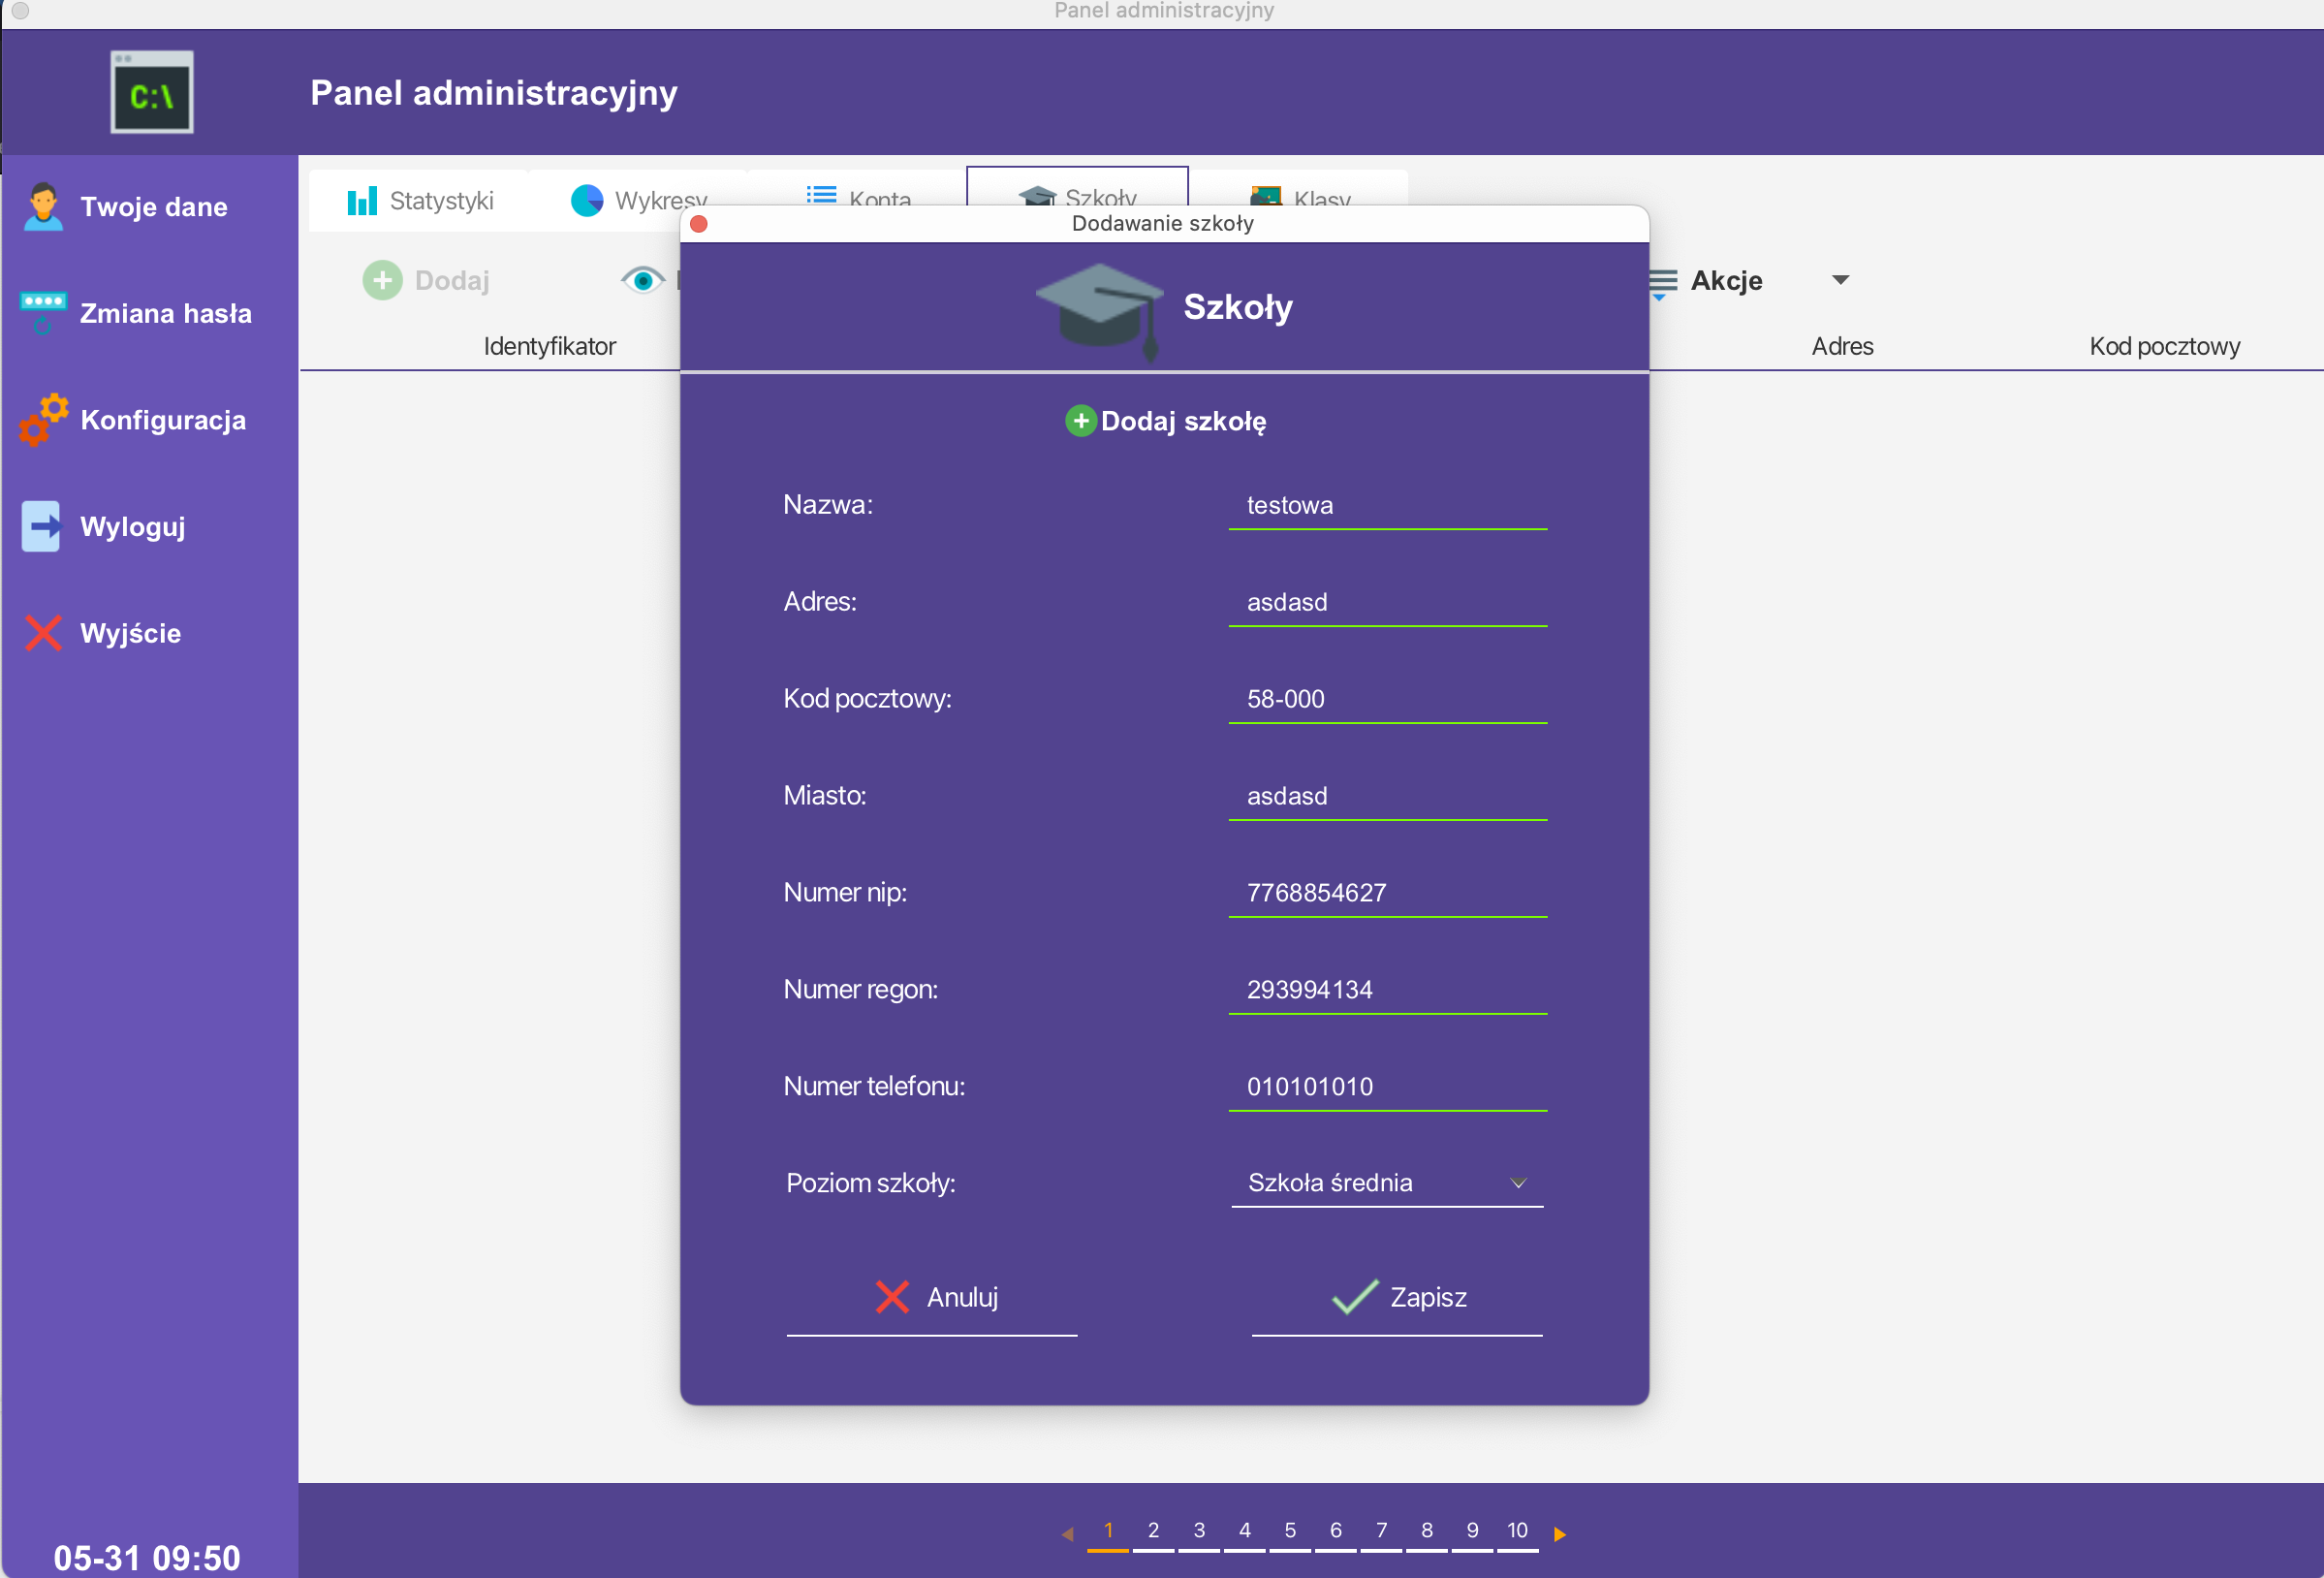 Panel administracyjny
C:\ Panel administracyjny
Twoje dane
Zmiana hasła
Konfiguracja
Wyloguj
Wyjście
05-31 09:50
Statystyki Wykresy Konta Szkoły Klasy
Dodaj Akcje
Identyfikator Adres Kod pocztowy
Dodawanie szkoły
Szkoły
Dodaj szkołę
Nazwa: testowa
Adres: asdasd
Kod pocztowy: 58-000
Miasto: asdasd
Numer nip: 7768854627
Numer regon: 293994134
Numer telefonu: 010101010
Poziom szkoły: Szkoła średnia
Anuluj Zapisz
1 2 3 4 5 6 7 8 9 10